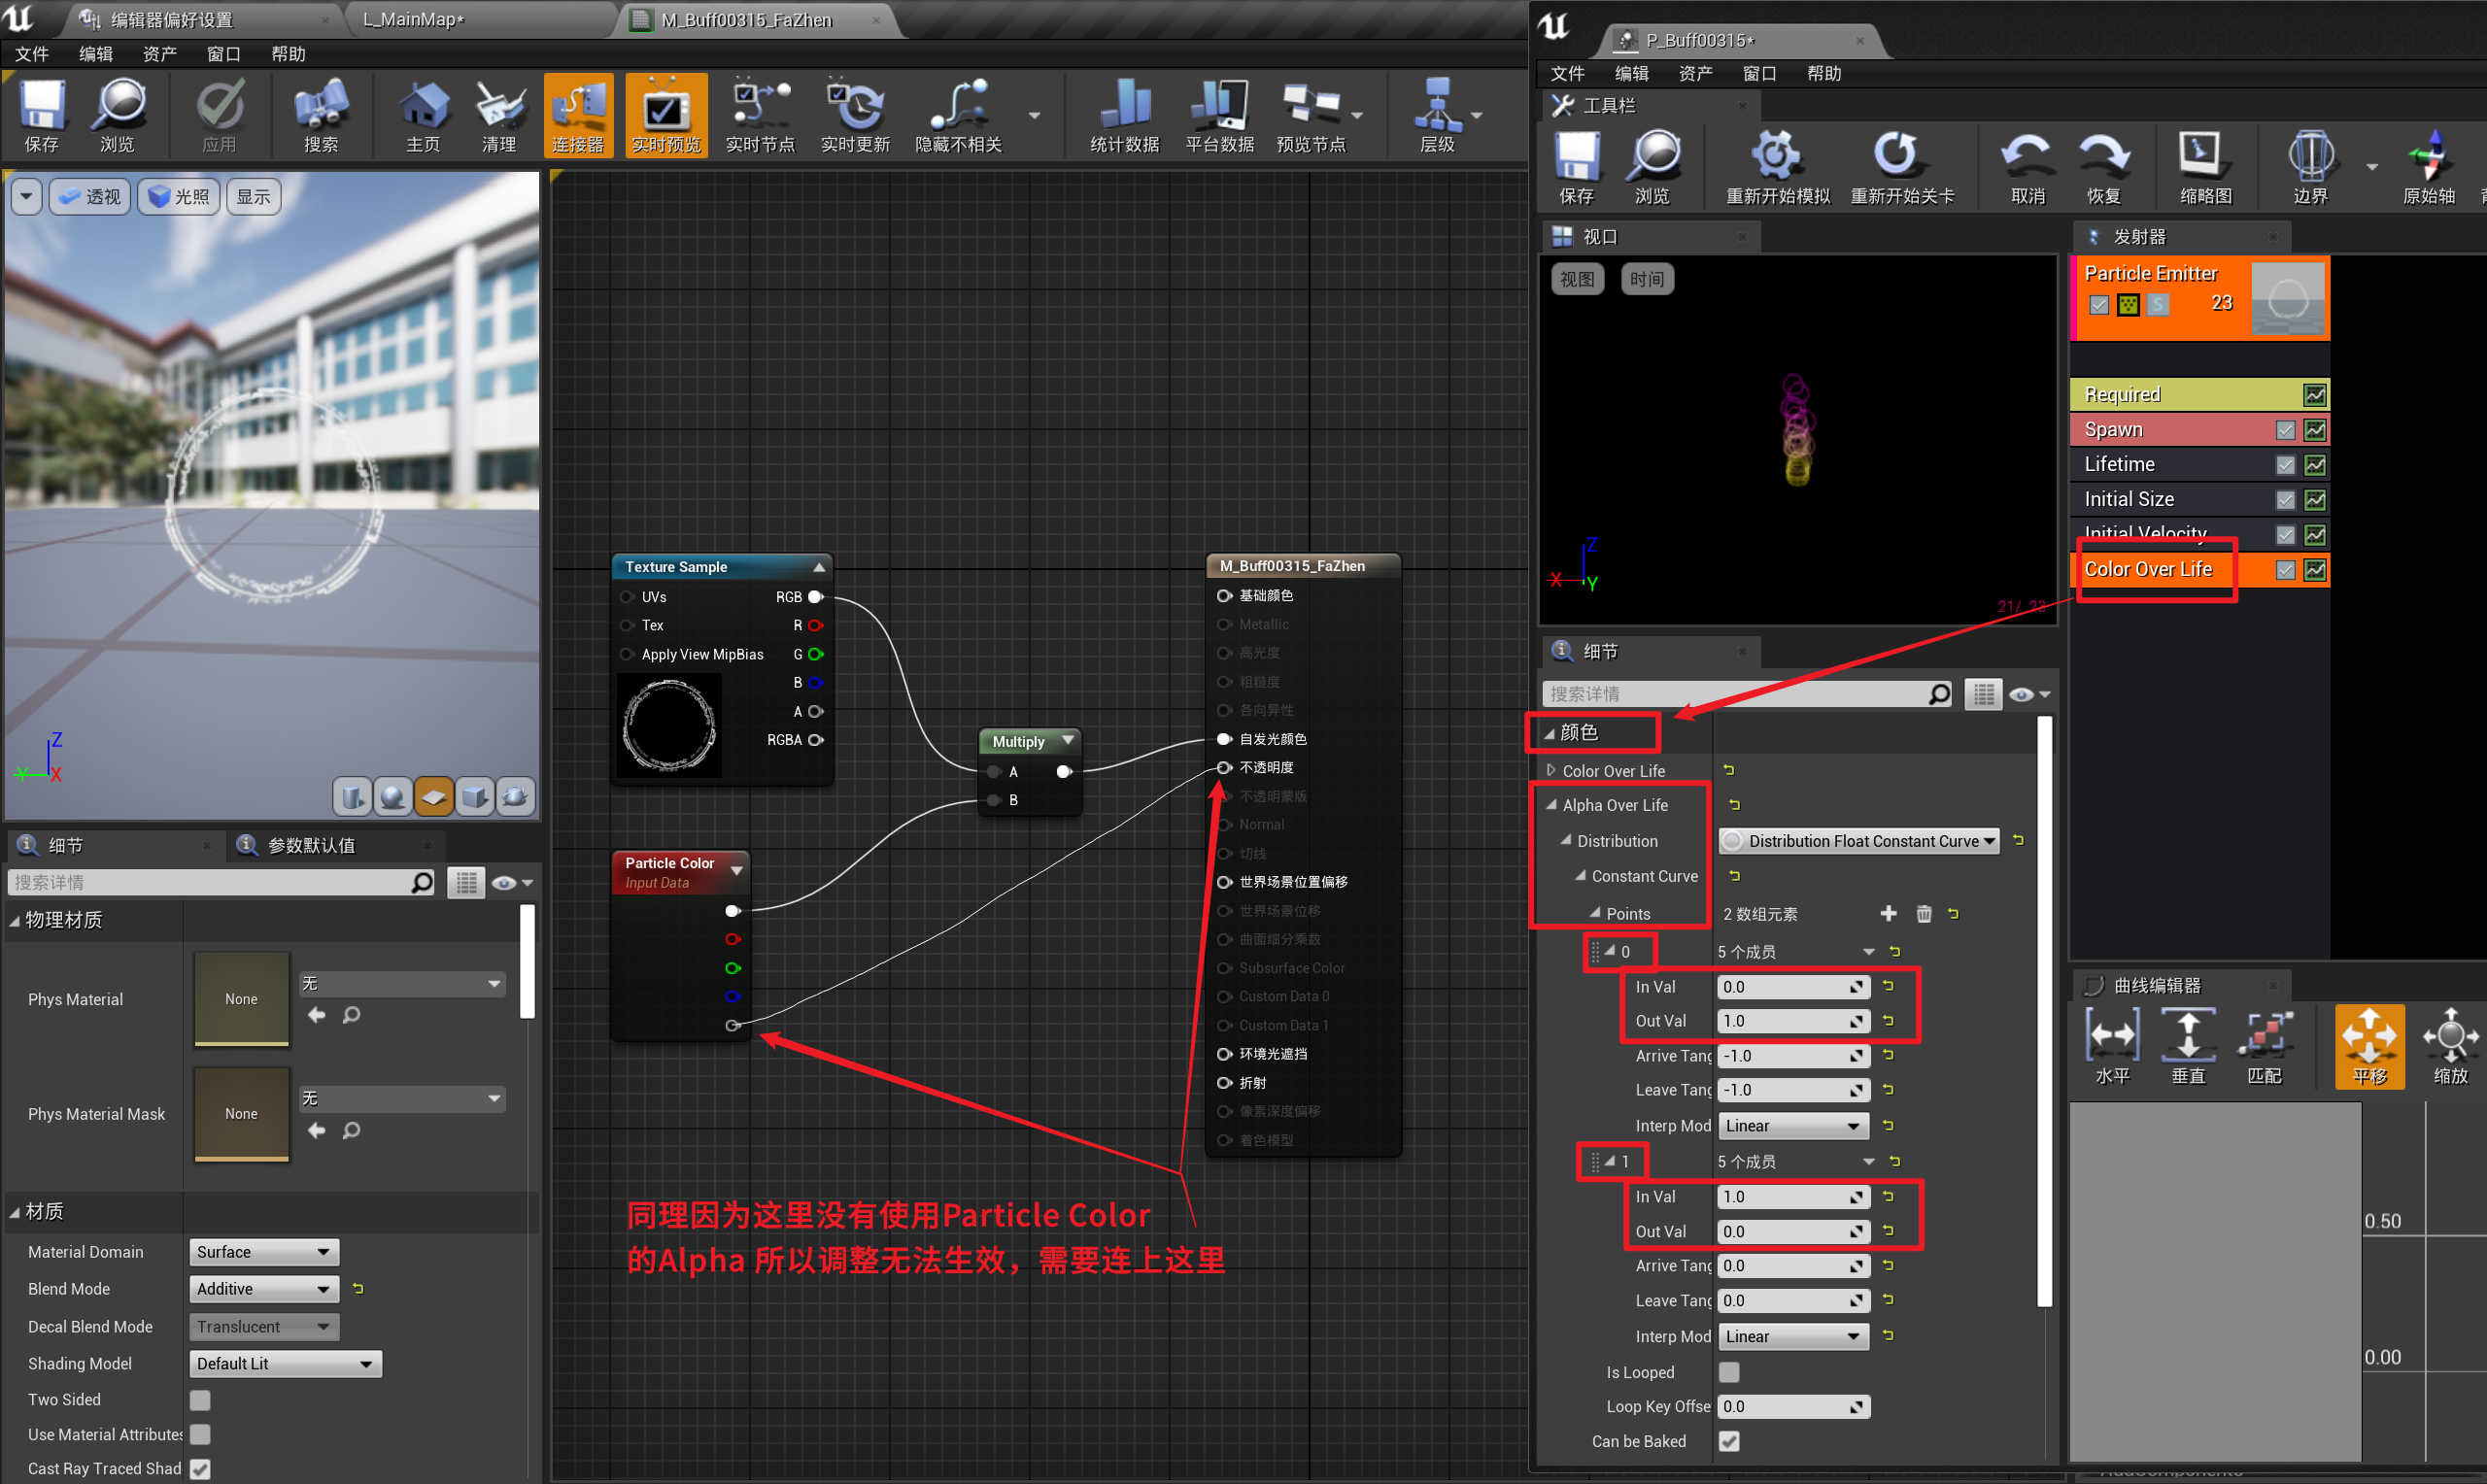 编辑器偏好设置
L_MainMap*
M_Buff00315_FaZhen
文件 编辑 资产 窗口 帮助
保存 浏览 应用 搜索 主页 清理 连接器 实时预览 实时节点 实时更新 隐藏不相关 统计数据 平台数据 预览节点 层级
透视 光照 显示
Z
Y X
细节
参数默认值
搜索详情
物理材质
Phys Material
None
无
Phys Material Mask
None
无
材质
Material Domain Surface
Blend Mode Additive
Decal Blend Mode Translucent
Shading Model Default Lit
Two Sided
Use Material Attributes
Cast Ray Traced Shad
Texture Sample
UVs RGB
Tex R
Apply View MipBias G
B
A
RGBA
Particle Color
Input Data
Multiply
A
B
M_Buff00315_FaZhen
基础颜色
Metallic
高光度
粗糙度
各向异性
自发光颜色
不透明度
不透明蒙版
Normal
切线
世界场景位置偏移
世界场景位移
曲面细分乘数
Subsurface Color
Custom Data 0
Custom Data 1
环境光遮挡
折射
像素深度偏移
着色模型
同理因为这里没有使用Particle Color
的Alpha 所以调整无法生效，需要连上这里
P_Buff00315*
文件 编辑 资产 窗口 帮助
工具栏
保存 浏览 重新开始模拟 重新开始关卡 取消 恢复 缩略图 边界 原始轴
视口
视图 时间
Z
X
Y
21/ 23
细节
搜索详情
颜色
Color Over Life
Alpha Over Life
Distribution Distribution Float Constant Curve
Constant Curve
Points 2 数组元素
0 5 个成员
In Val 0.0
Out Val 1.0
Arrive Tang -1.0
Leave Tang -1.0
Interp Mod Linear
1 5 个成员
In Val 1.0
Out Val 0.0
Arrive Tang 0.0
Leave Tang 0.0
Interp Mod Linear
Is Looped
Loop Key Offse 0.0
Can be Baked
发射器
Particle Emitter
S 23
Required
Spawn
Lifetime
Initial Size
Initial Velocity
Color Over Life
曲线编辑器
水平 垂直 匹配 平移 缩放
0.50
0.00